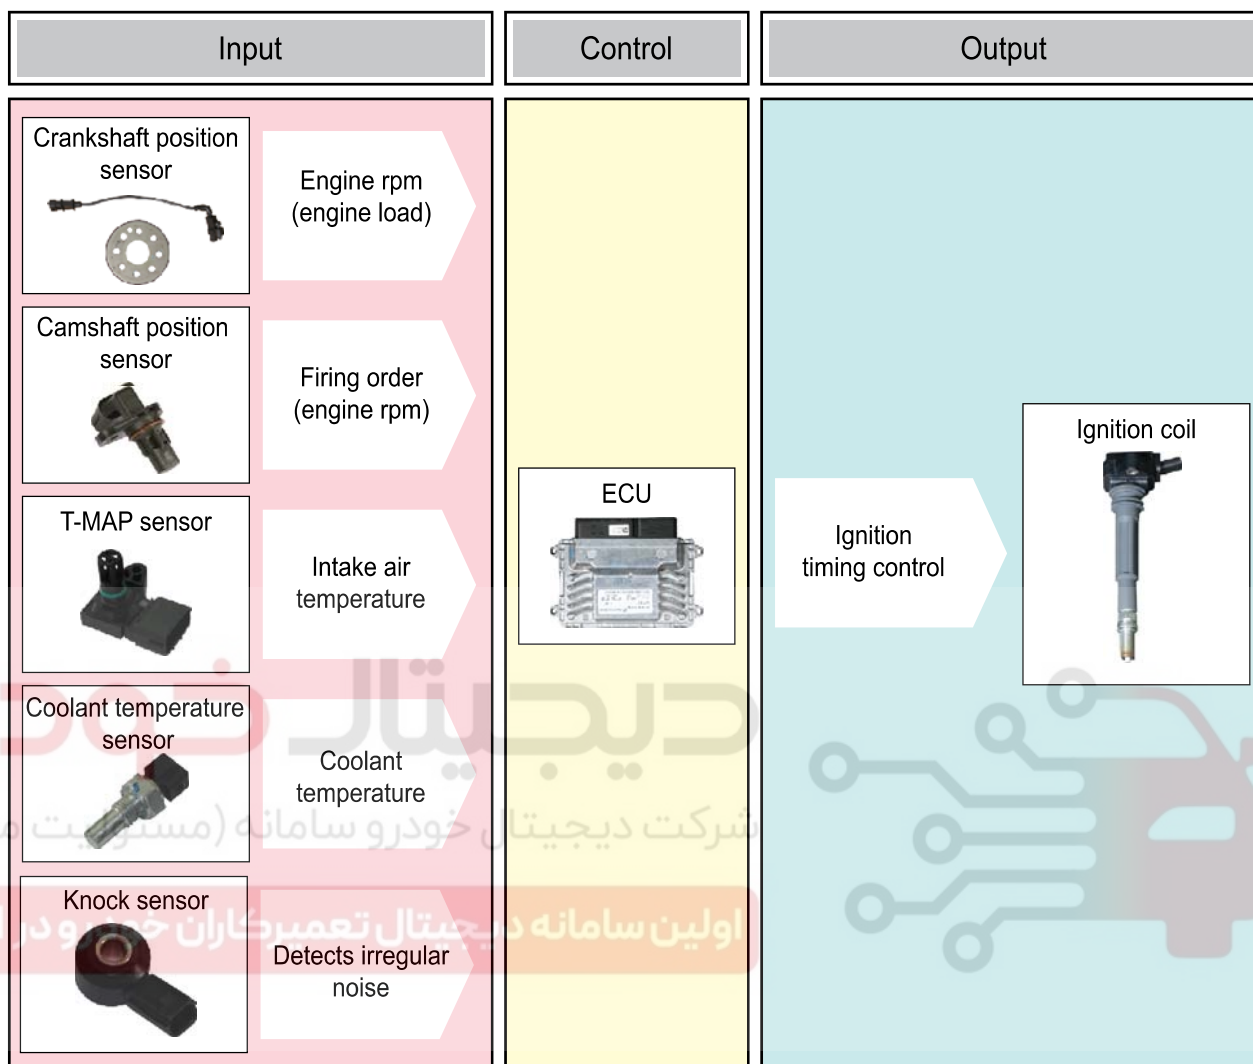 Input
Control
Output
Crankshaft position
sensor
Engine rpm
(engine load)
Camshaft position
sensor
Firing order
(engine rpm)
T-MAP sensor
Intake air
temperature
Coolant temperature
sensor
Coolant
temperature
Knock sensor
Detects irregular
noise
ECU
Ignition
timing control
Ignition coil
دیجیتال خود
شرکت دیجیتال خودرو سامانه (مسئولیت
اولین سامانه دیجیتال تعمیرکاران خودرو در